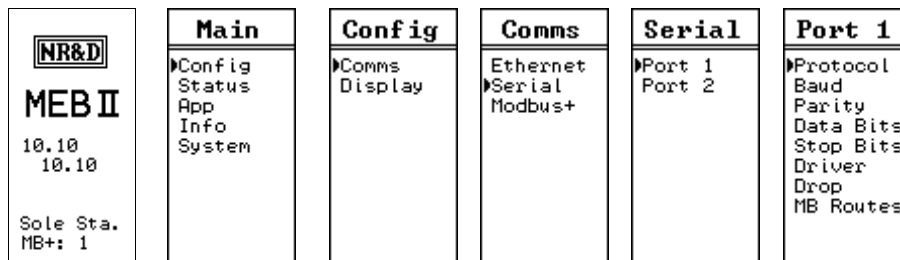 NR&D
MEB II
10.10
10.10
Sole Sta.
MB+: 1
Main
Config
Status
App
Info
System
Config
Comms
Display
Comms
Ethernet
Serial
Modbus+
Serial
Port 1
Port 2
Port 1
Protocol
Baud
Parity
Data Bits
Stop Bits
Driver
Drop
MB Routes